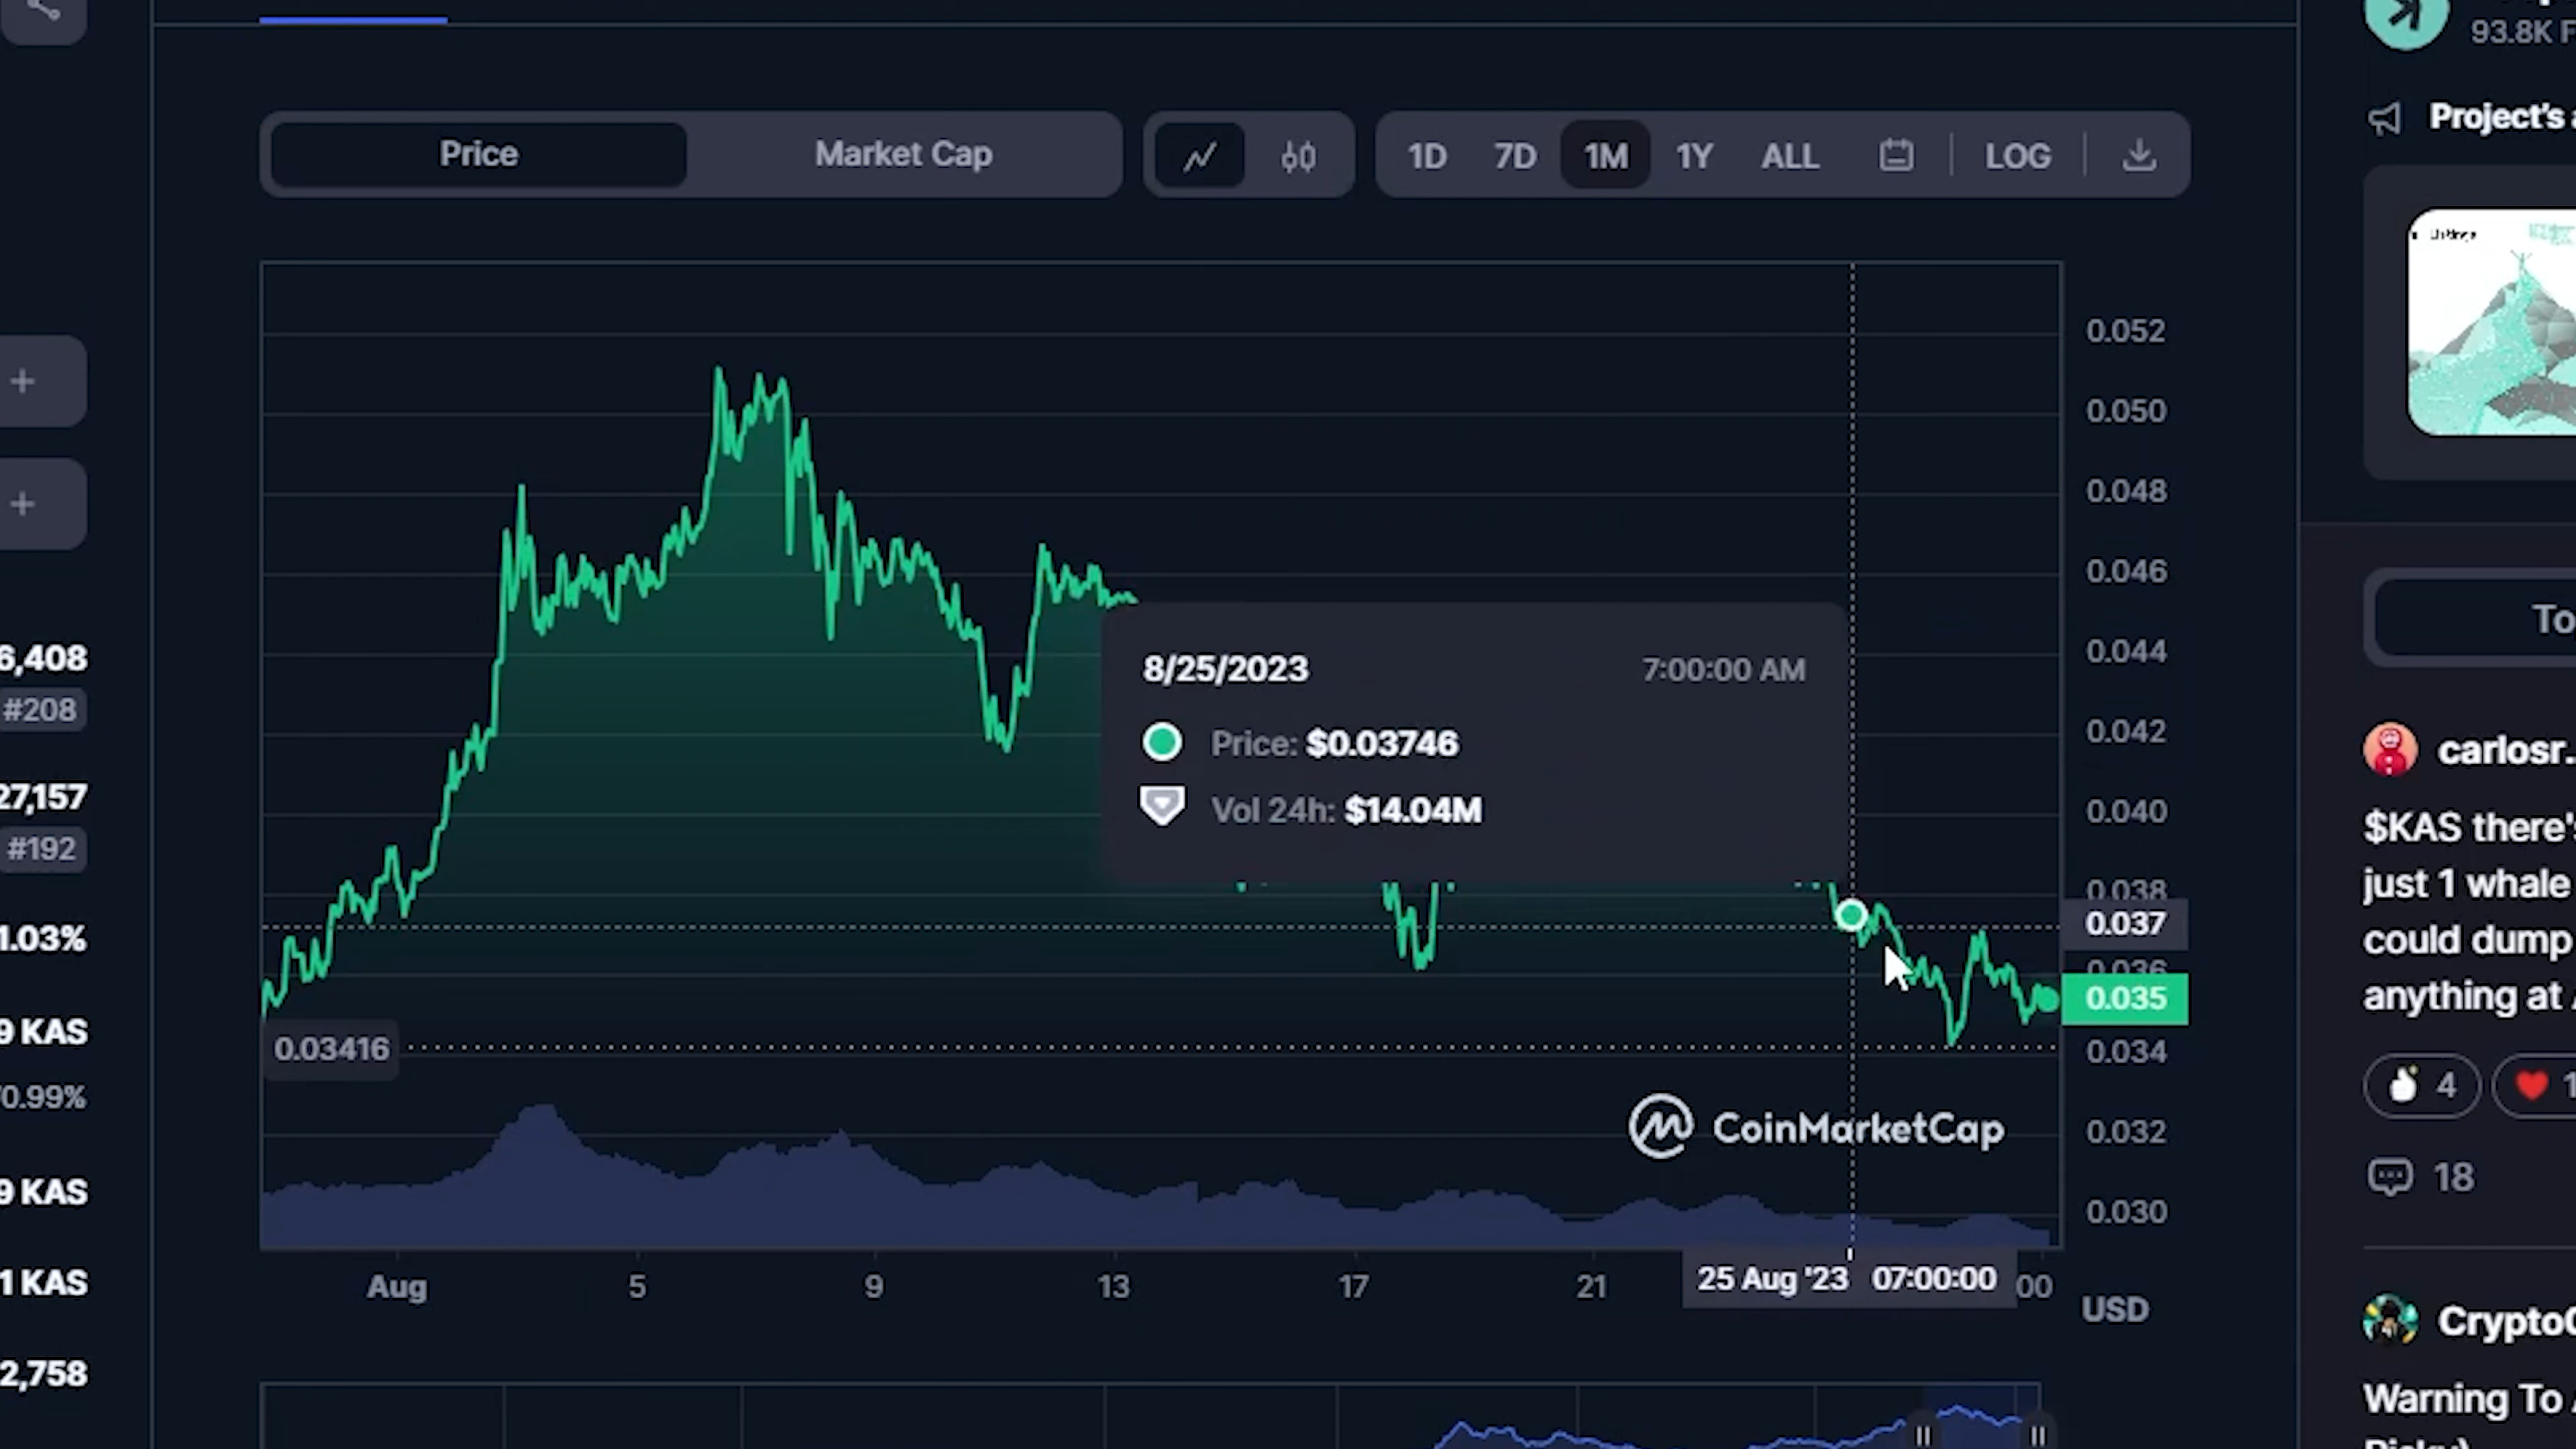 93.8K F
Price
Market Cap
1D
7D
1M
1Y
ALL
LOG
Project's a
Listings
0.052
0.050
0.048
0.046
0.044
0.042
0.040
0.038
0.037
0.036
0.035
0.034
0.032
0.030
8/25/2023 7:00:00 AM
Price: $0.03746
Vol 24h: $14.04M
0.03416
CoinMarketCap
Aug
5
9
13
17
21
25 Aug '23 07:00:00
00
USD
6,408
#208
27,157
#192
1.03%
9 KAS
0.99%
9 KAS
1 KAS
2,758
To
carlosr..
$KAS there's
just 1 whale
could dump
anything at
4
1
18
Crypto
Warning To